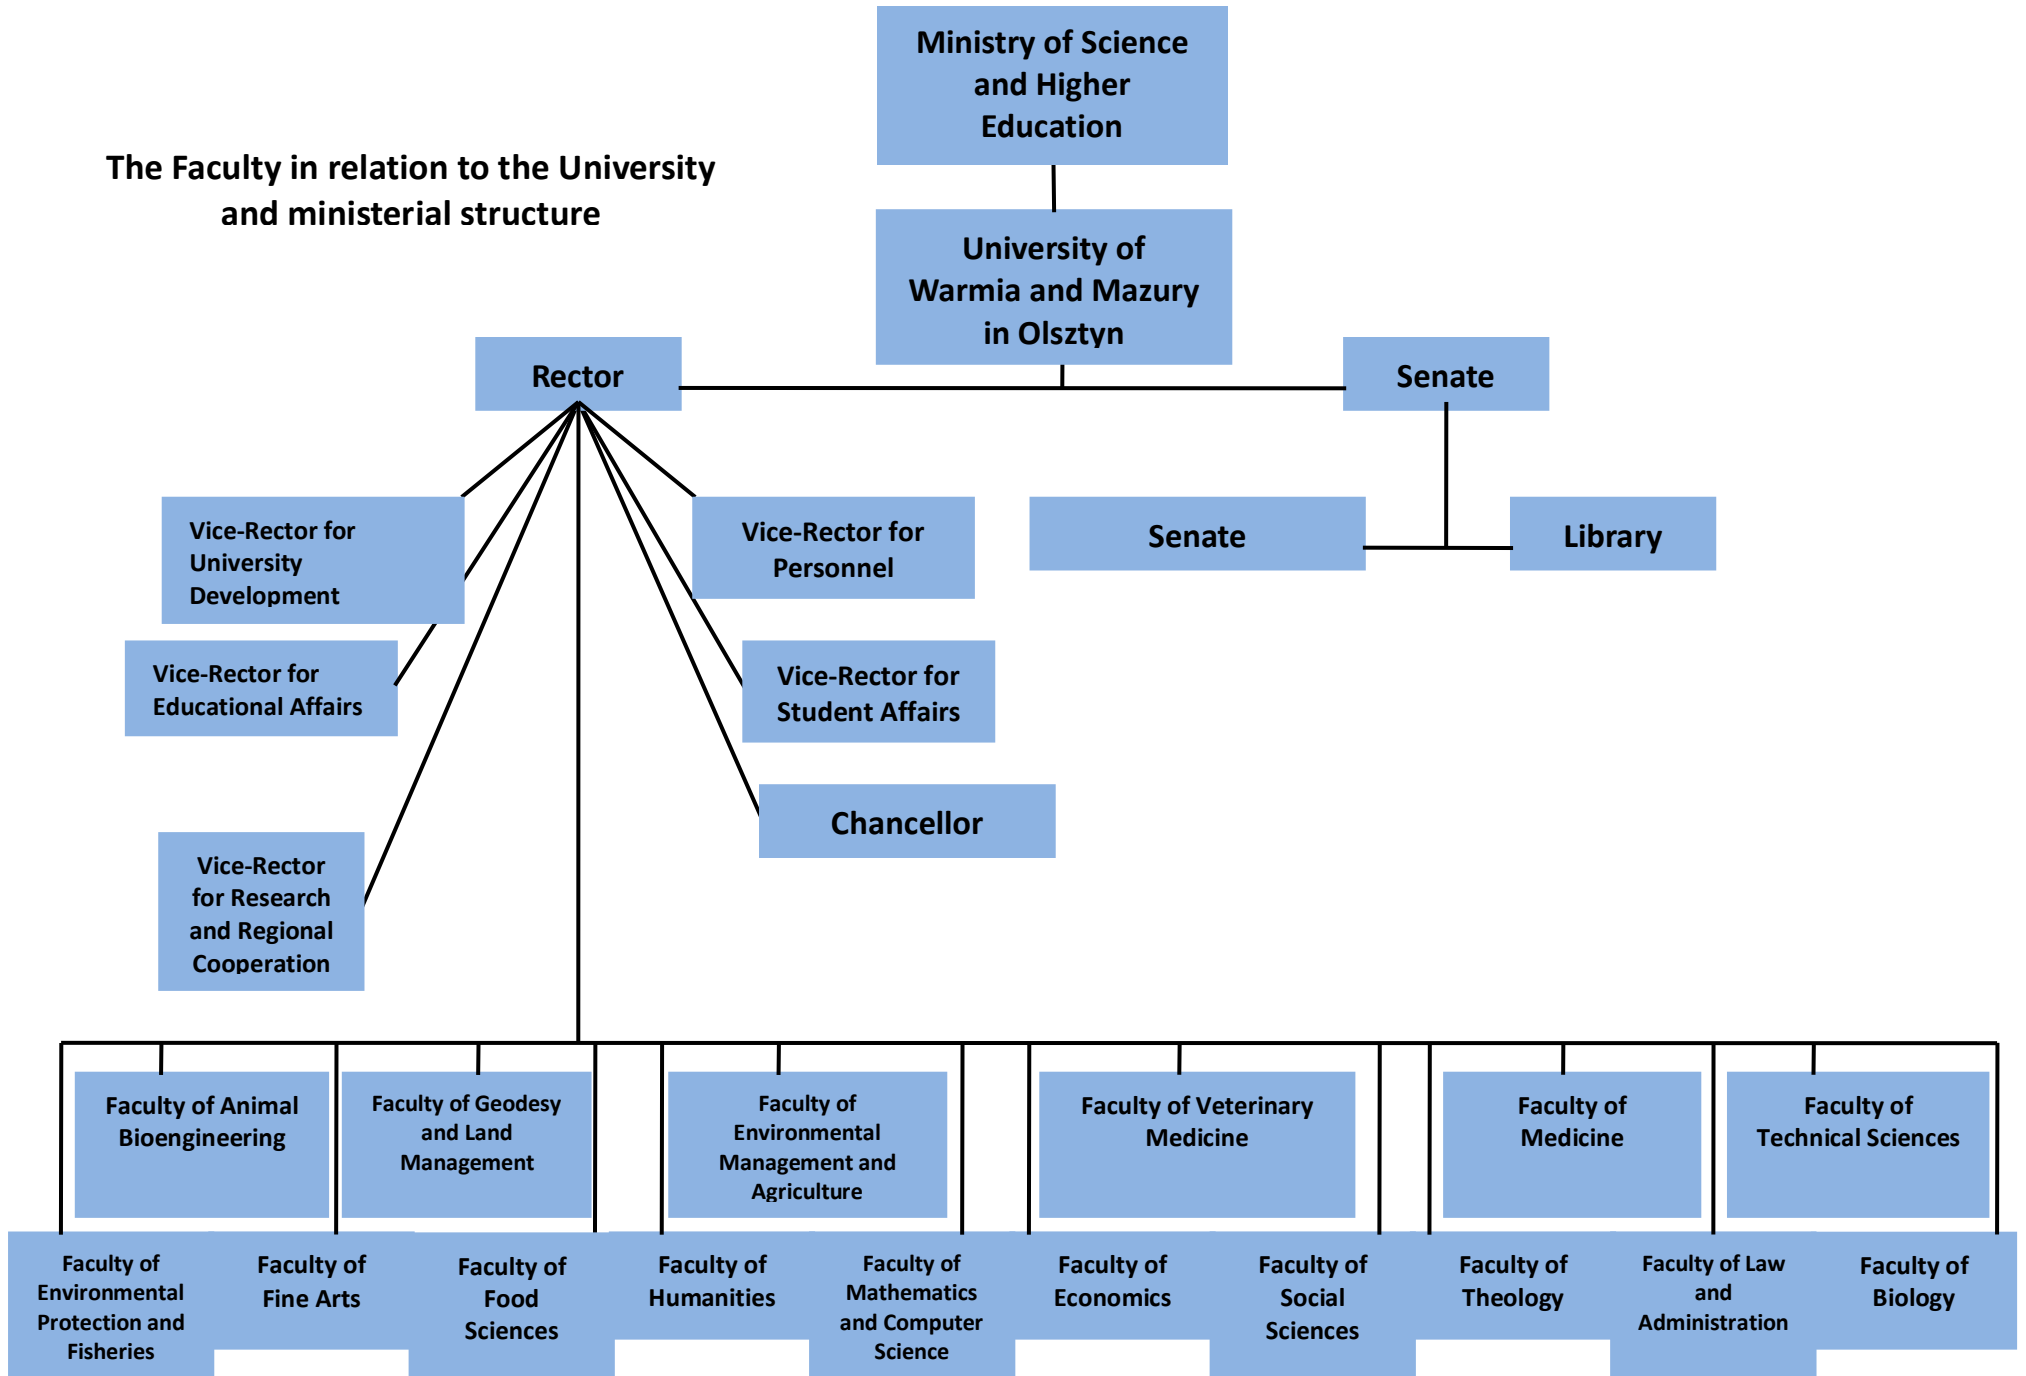 Ministry of Science
and Higher
Education
The Faculty in relation to the University
and ministerial structure
University of
Warmia and Mazury
in Olsztyn
Rector
Senate
Vice-Rector for
University
Development
Vice-Rector for
Personnel
Senate
Library
Vice-Rector for
Educational Affairs
Vice-Rector for
Student Affairs
Chancellor
Vice-Rector
for Research
and Regional
Cooperation
Faculty of Animal
Bioengineering
Faculty of Geodesy
and Land
Management
Faculty of
Environmental
Management and
Agriculture
Faculty of Veterinary
Medicine
Faculty of
Medicine
Faculty of
Technical Sciences
Faculty of
Environmental
Protection and
Fisheries
Faculty of
Fine Arts
Faculty of
Food
Sciences
Faculty of
Humanities
Faculty of
Mathematics
and Computer
Science
Faculty of
Economics
Faculty of
Social
Sciences
Faculty of
Theology
Faculty of Law
and
Administration
Faculty of
Biology